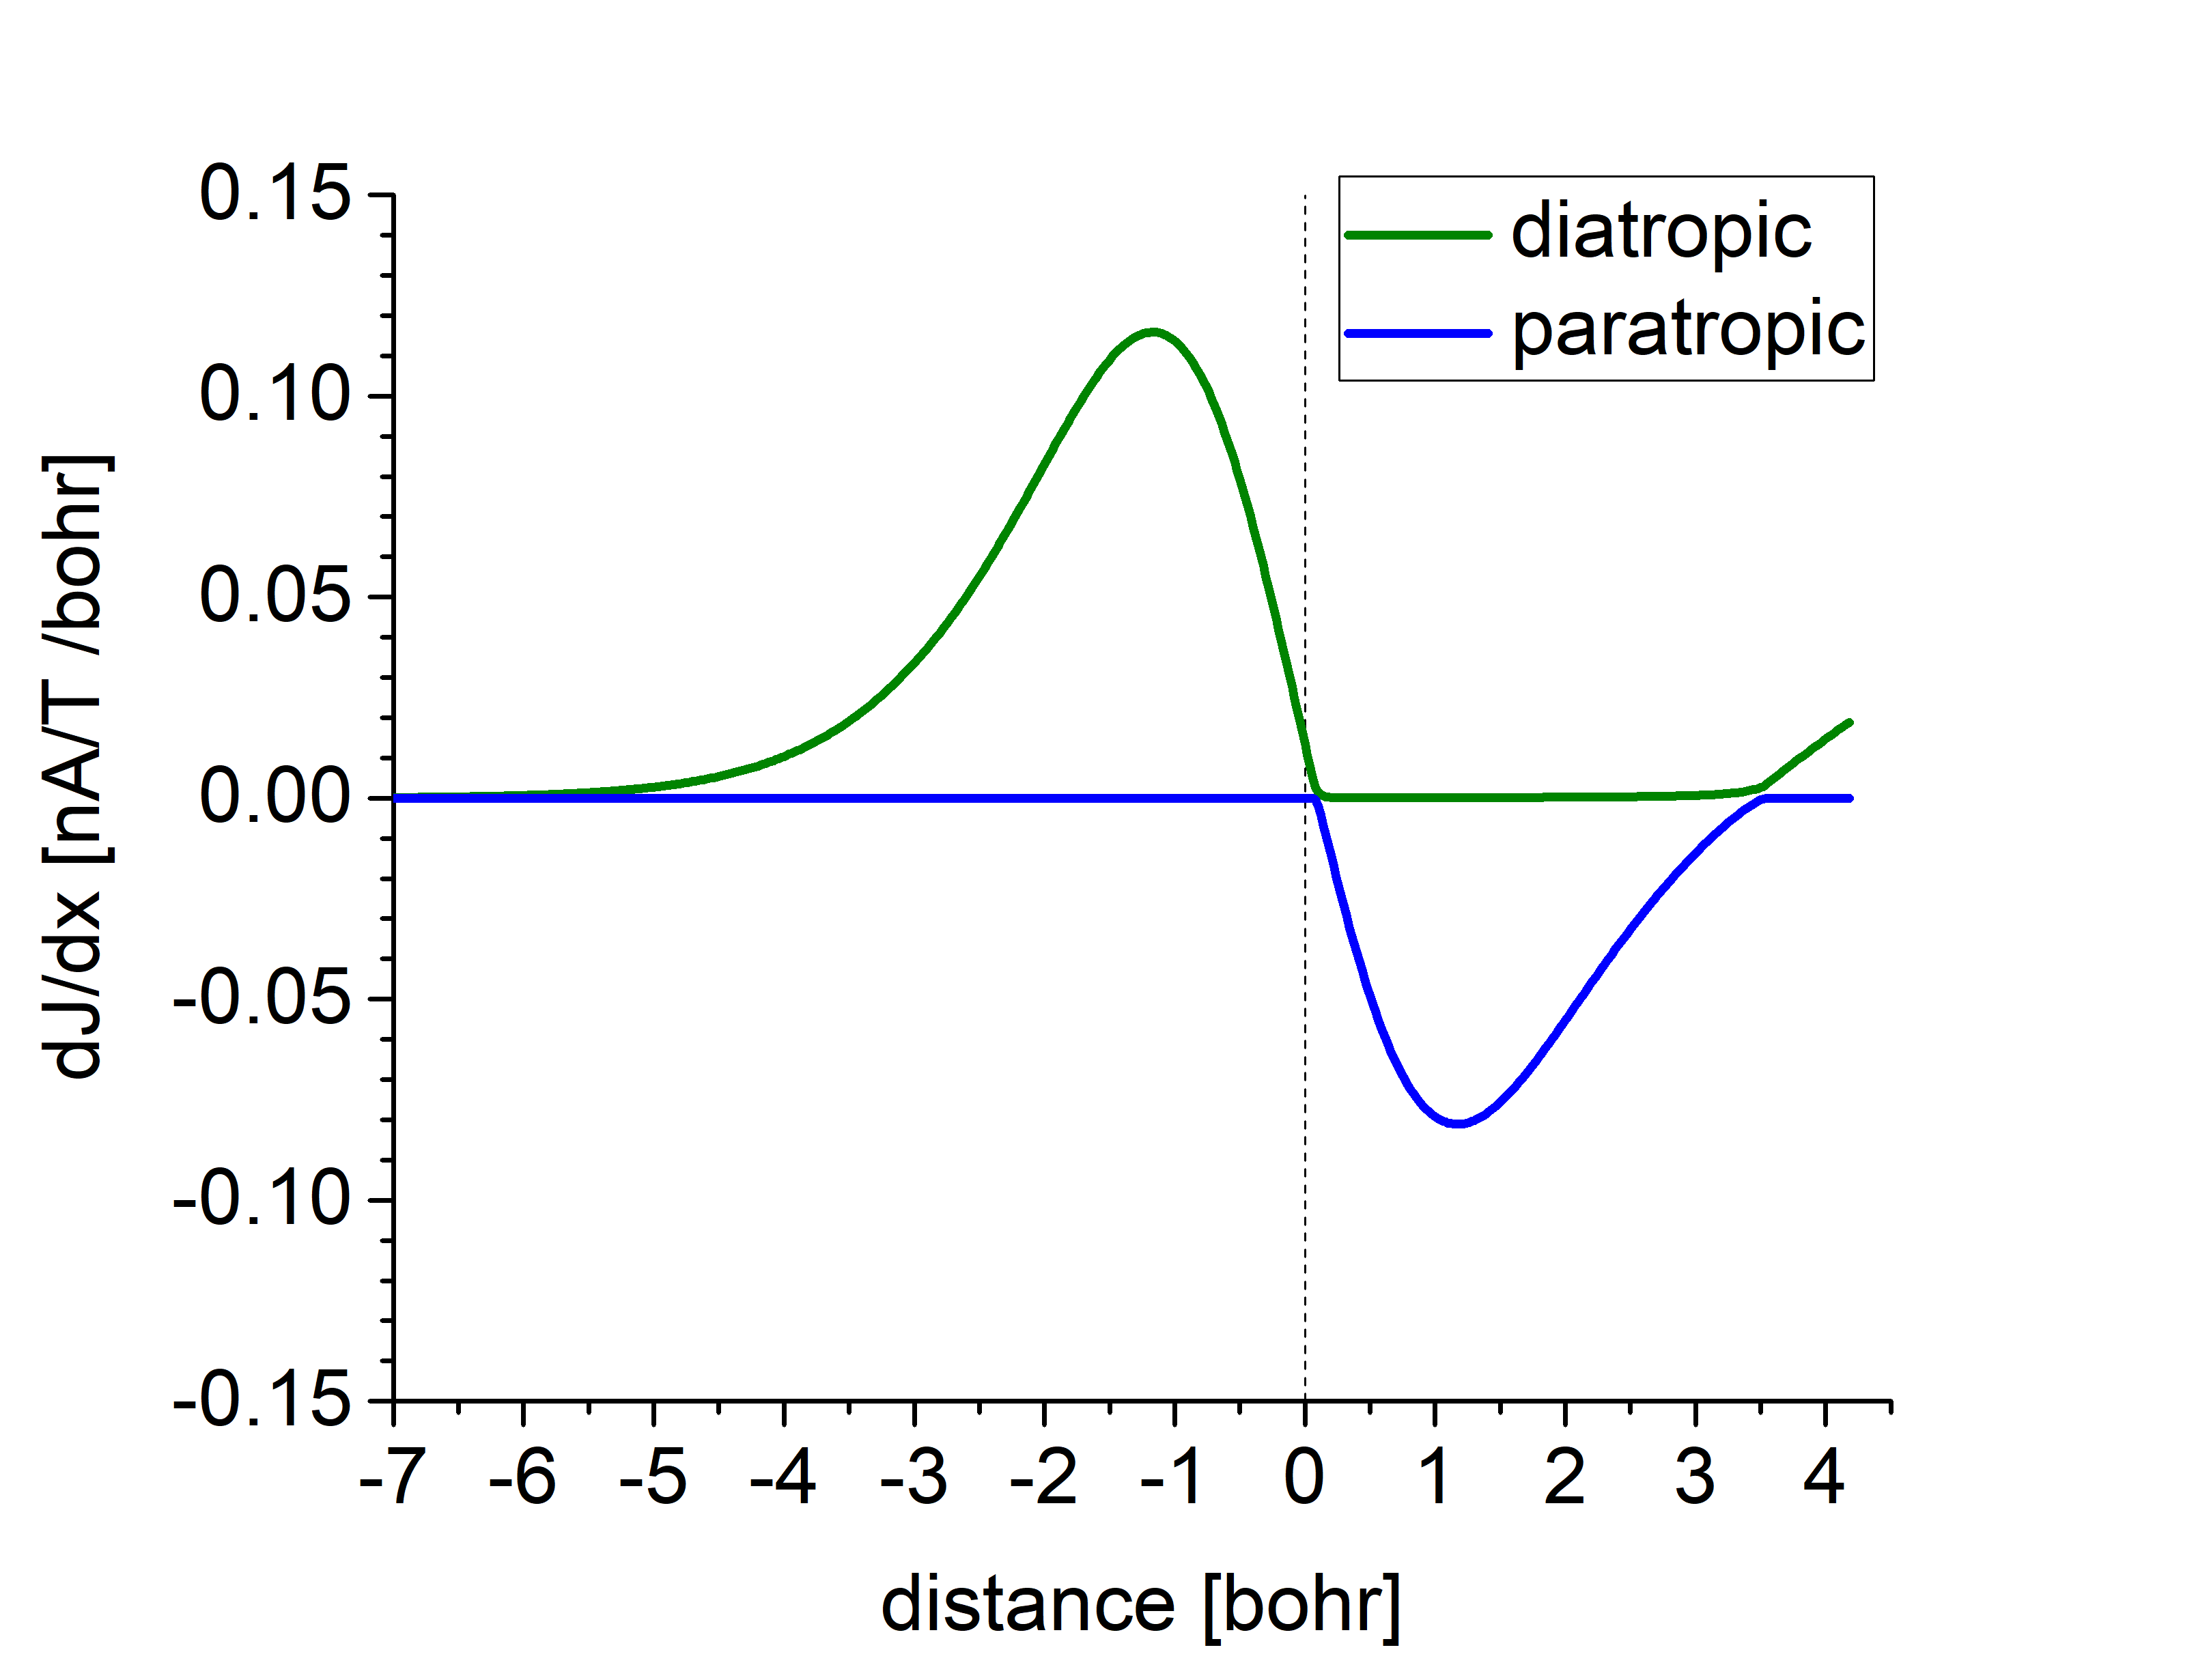 dJ/dx [nA/T /bohr]
0.15
0.10
0.05
0.00
-0.05
-0.10
-0.15
diatropic
paratropic
-7 -6 -5 -4 -3 -2 -1 0 1 2 3 4
distance [bohr]